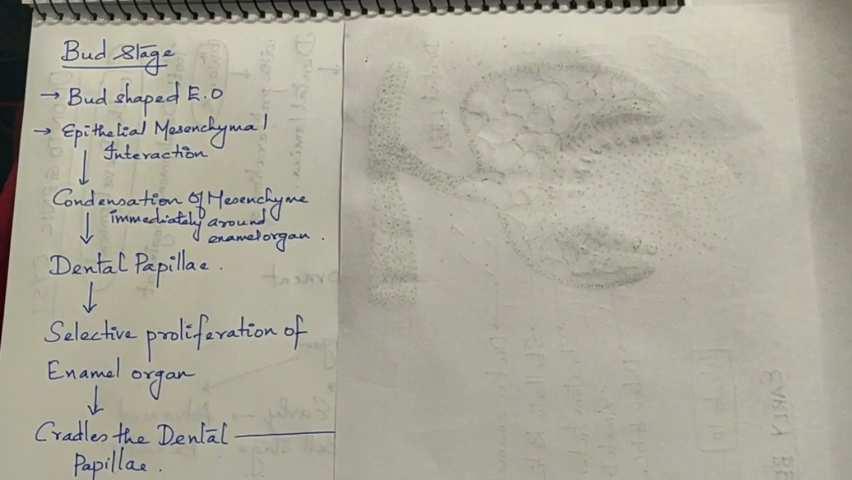 Bud Stage
→ Bud shaped E.O
→ Epithelial Mesenchymal
Interaction
↓
Condensation of Mesenchyme
immediately around
enamel organ.
↓
Dental Papillae.
↓
Selective proliferation of
Enamel organ
↓
Cradles the Dental
Papillae.